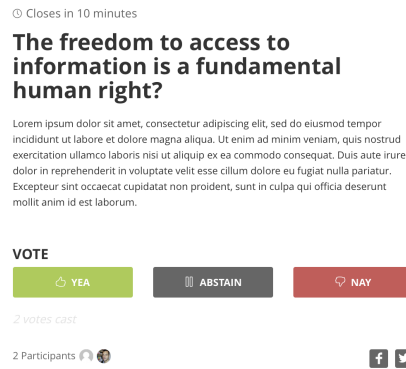 Closes in 10 minutes
The freedom to access to
information is a fundamental
human right?
Lorem ipsum dolor sit amet, consectetur adipiscing elit, sed do eiusmod tempor
incididunt ut labore et dolore magna aliqua. Ut enim ad minim veniam, quis nostrud
exercitation ullamco laboris nisi ut aliquip ex ea commodo consequat. Duis aute irure
dolor in reprehenderit in voluptate velit esse cillum dolore eu fugiat nulla pariatur.
Excepteur sint occaecat cupidatat non proident, sunt in culpa qui officia deserunt
mollit anim id est laborum.
VOTE
YEA ABSTAIN NAY
2 votes cast
2 Participants